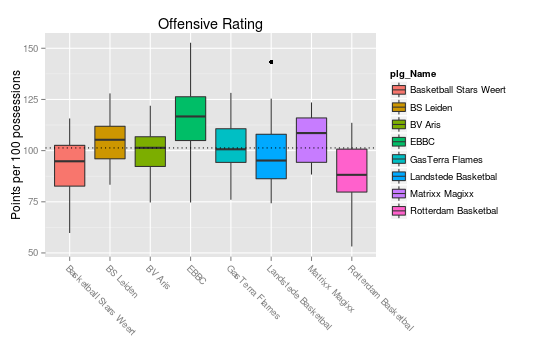 Offensive Rating
Points per 100 possessions
150
125
100
75
50
Basketball Stars Weert
BS Leiden
BV Aris
EBBC
GasTerra Flames
Landstede Basketbal
Matrixx Magixx
Rotterdam Basketbal
plg_Name
Basketball Stars Weert
BS Leiden
BV Aris
EBBC
GasTerra Flames
Landstede Basketbal
Matrixx Magixx
Rotterdam Basketbal